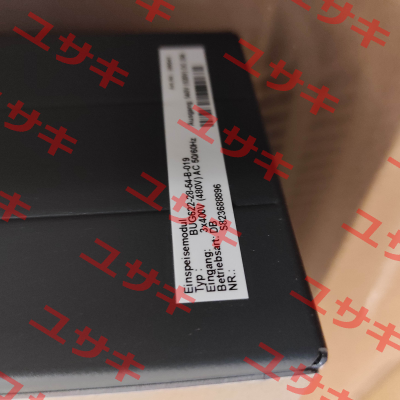 Einspeisemodul
Typ : BUG622-28-54-B-019
Eingang: 3x400V (480V) AC 50/60Hz
Betriebsart: DB
NR.: S823688896
Ausgang:
ユサキ
ユサキ
ユサキ
ユサキ
ユサキ
ユサキ
ユサキ
ユサキ
ユサキ